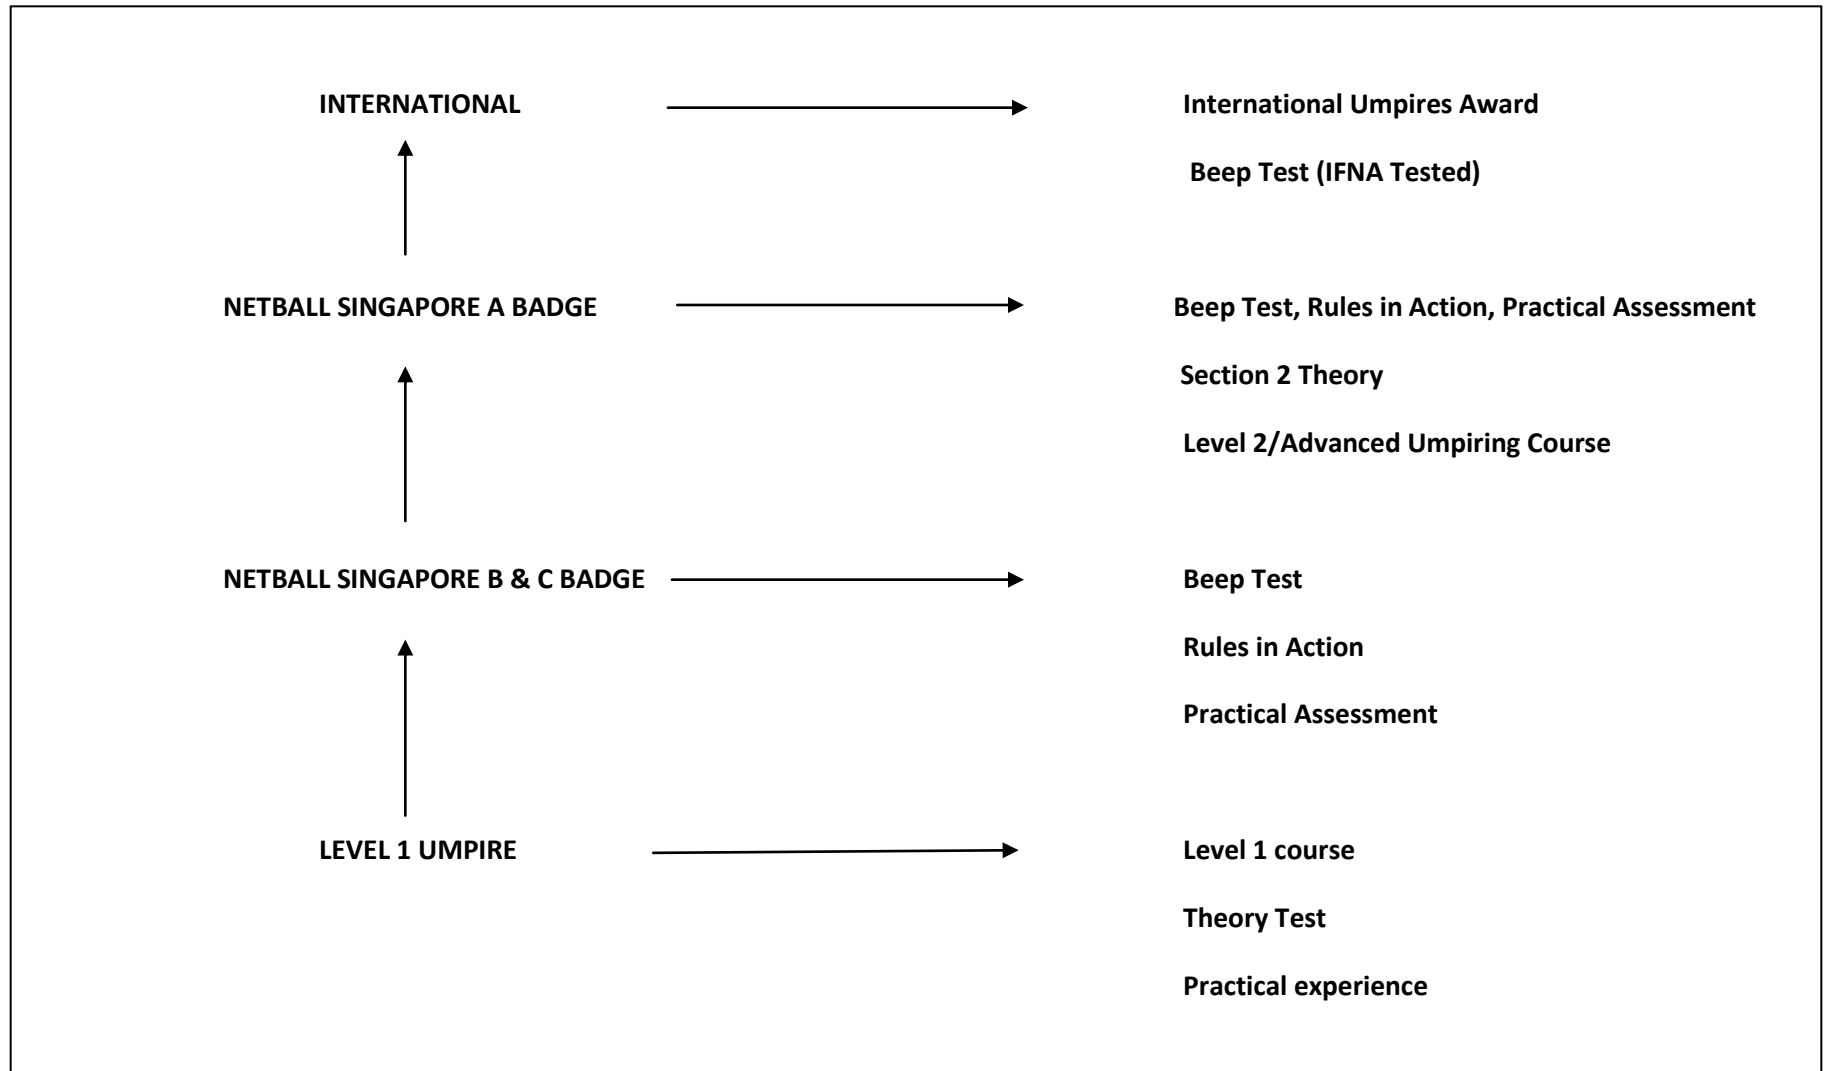 INTERNATIONAL
International Umpires Award
Beep Test (IFNA Tested)
NETBALL SINGAPORE A BADGE
Beep Test, Rules in Action, Practical Assessment
Section 2 Theory
Level 2/Advanced Umpiring Course
NETBALL SINGAPORE B & C BADGE
Beep Test
Rules in Action
Practical Assessment
LEVEL 1 UMPIRE
Level 1 course
Theory Test
Practical experience